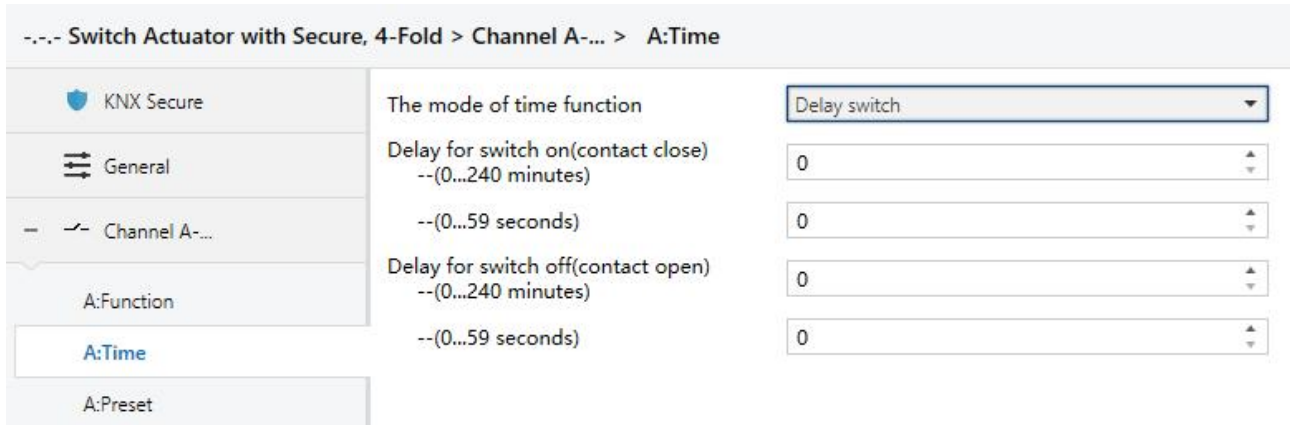 -.-.- Switch Actuator with Secure, 4-Fold > Channel A-... > A:Time
KNX Secure
General
Channel A-...
A:Function
A:Time
A:Preset
The mode of time function
Delay switch
Delay for switch on(contact close)
--(0...240 minutes)
0
--(0...59 seconds)
0
Delay for switch off(contact open)
--(0...240 minutes)
0
--(0...59 seconds)
0